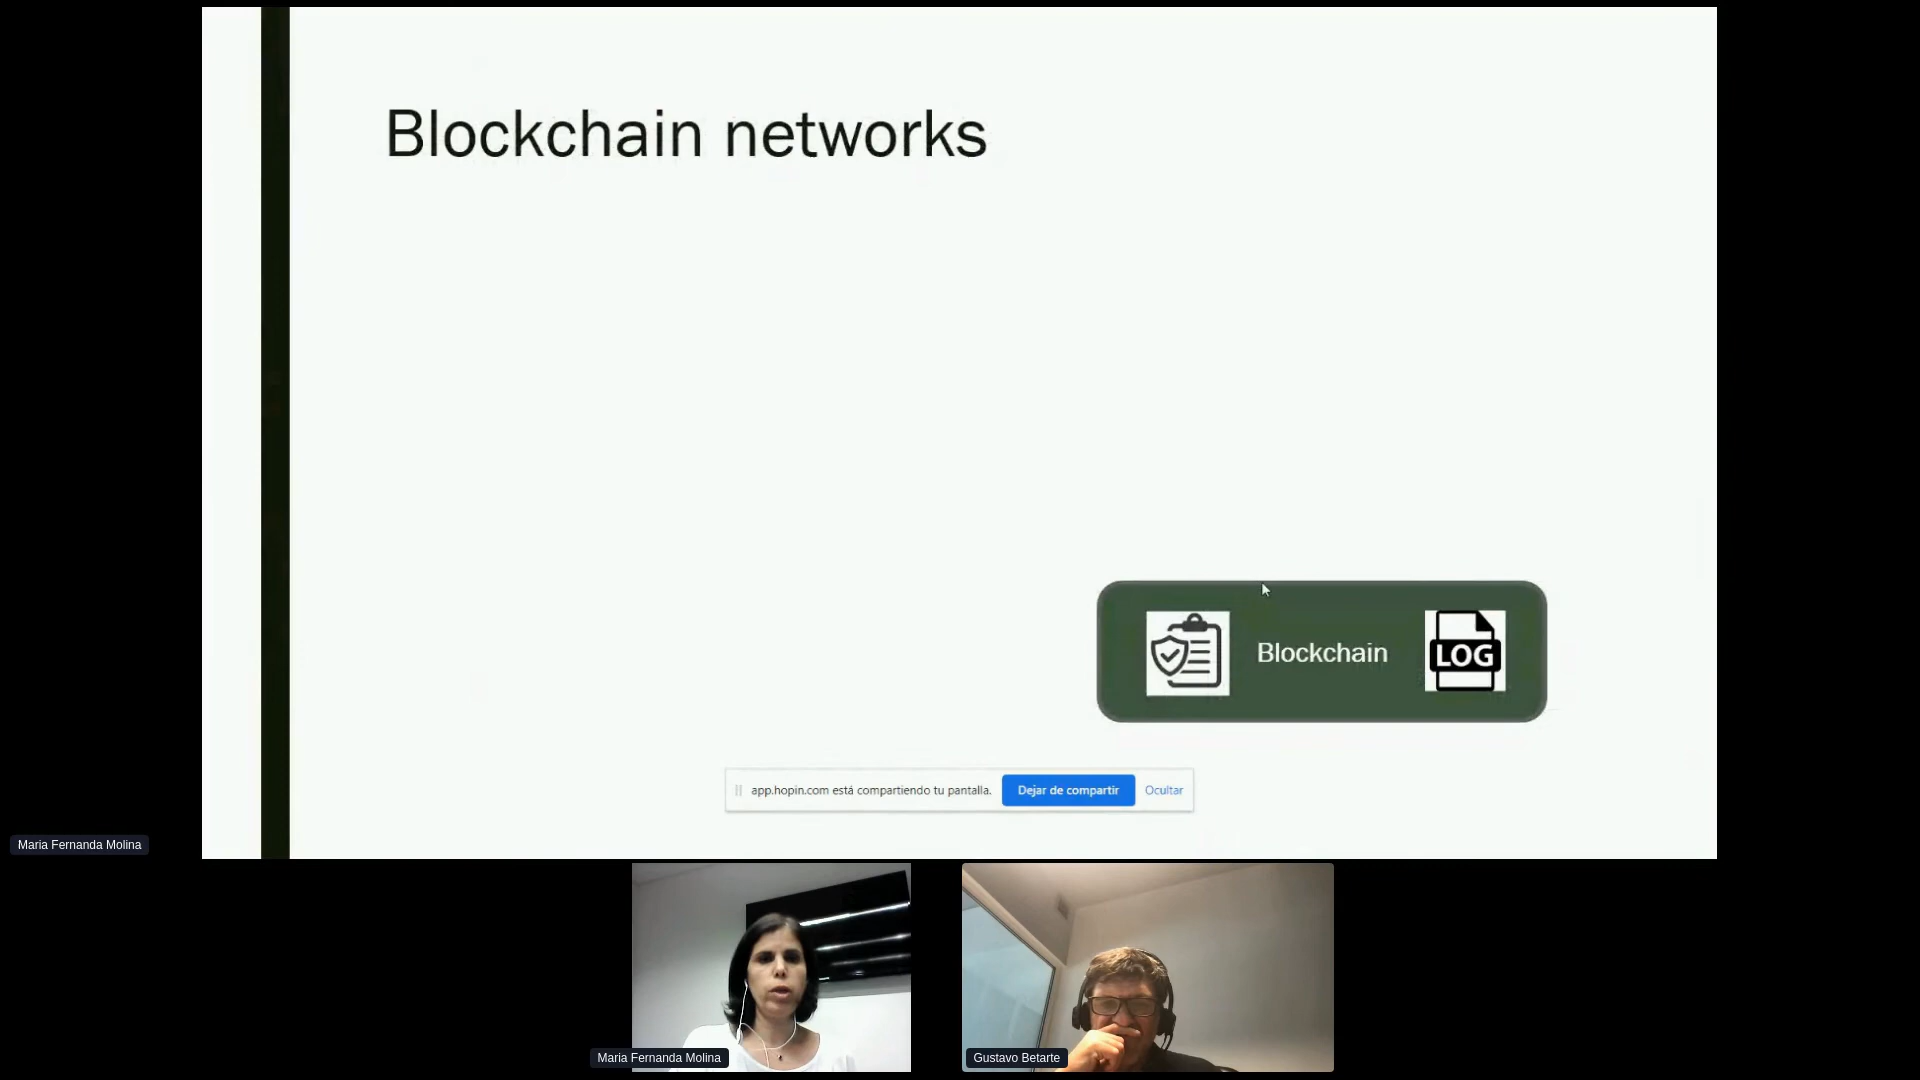 Blockchain networks
Blockchain
LOG
app.hopin.com está compartiendo tu pantalla. Dejar de compartir Ocultar
Maria Fernanda Molina
Maria Fernanda Molina
Gustavo Betarte